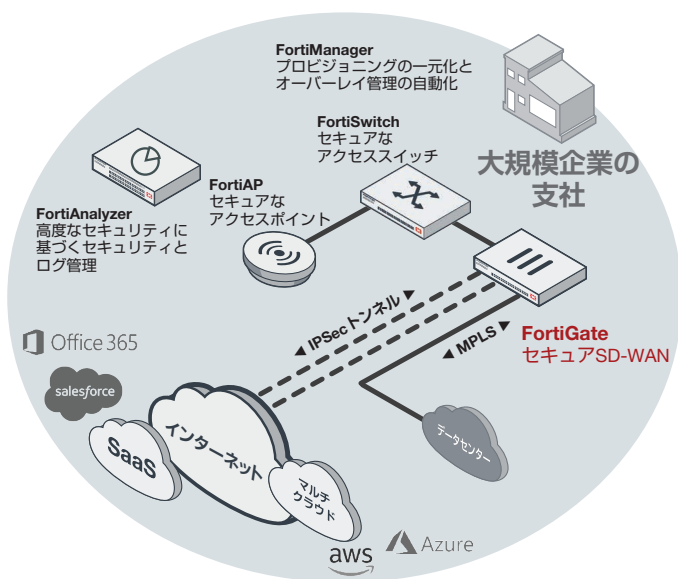 FortiManager
プロビジョニングの一元化と
オーバーレイ管理の自動化
FortiSwitch
セキュアな
アクセススイッチ
大規模企業の
支社
FortiAP
セキュアな
アクセスポイント
FortiAnalyzer
高度なセキュリティに
基づくセキュリティと
ログ管理
◀ IPSecトンネル ▶
◀ MPLS ▶
FortiGate
セキュアSD-WAN
Office 365
salesforce
SaaS
インターネット
マルチ
クラウド
データセンター
aws
Azure